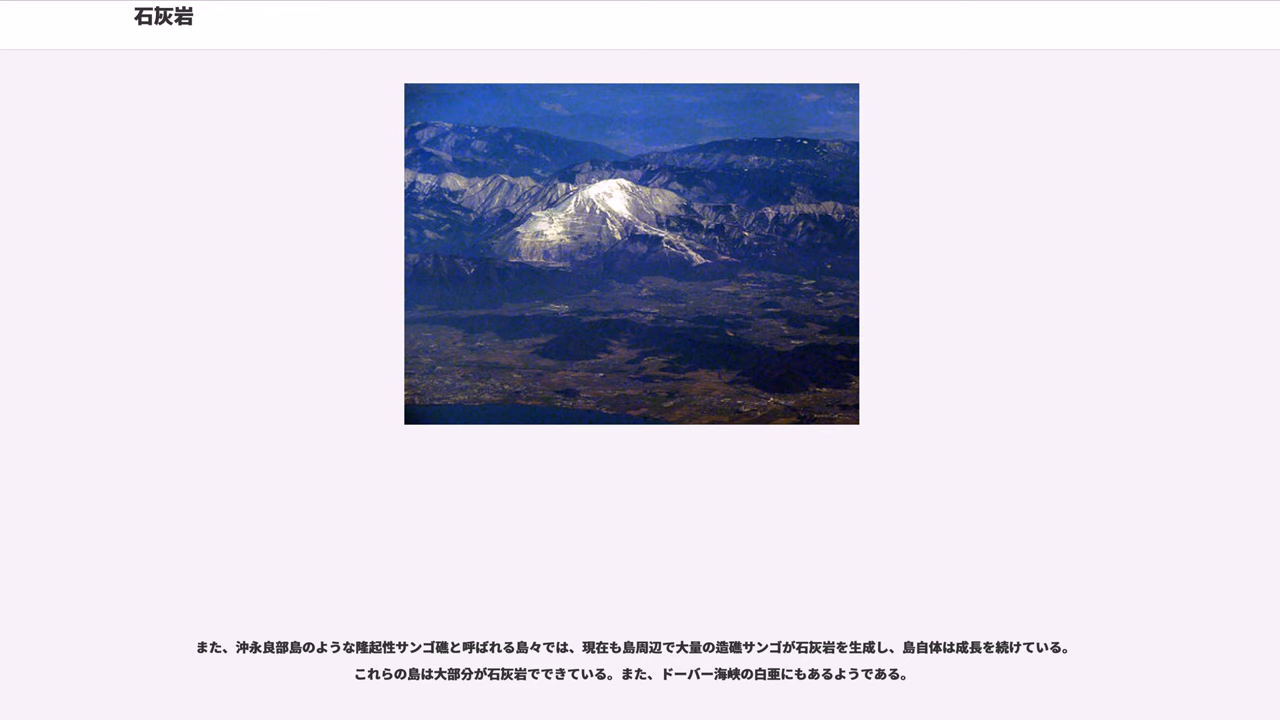 石灰岩
また、沖永良部島のような隆起性サンゴ礁と呼ばれる島々では、現在も島周辺で大量の造礁サンゴが石灰岩を生成し、島自体は成長を続けている。
これらの島は大部分が石灰岩でできている。また、ドーバー海峡の白亜にもあるようである。